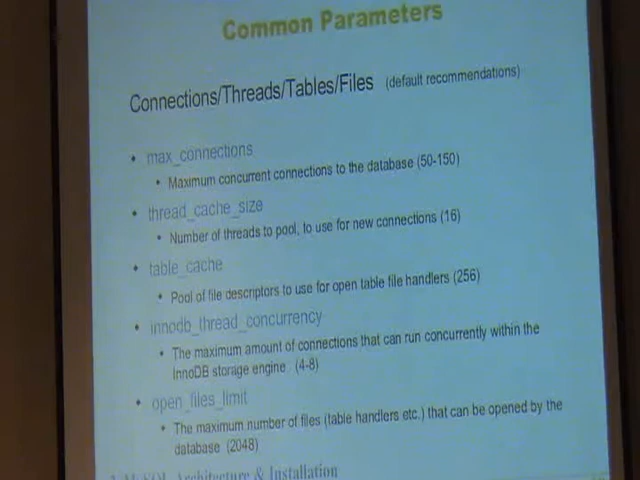 Common Parameters
Connections/Threads/Tables/Files (default recommendations)
• max_connections
• Maximum concurrent connections to the database (50-150)
• thread_cache_size
• Number of threads to pool, to use for new connections (16)
• table_cache
• Pool of file descriptors to use for open table file handlers (256)
• innodb_thread_concurrency
• The maximum amount of connections that can run concurrently within the
InnoDB storage engine (4-8)
• open_files_limit
• The maximum number of files (table handlers etc.) that can be opened by the
database (2048)
MySQL Architecture & Installation